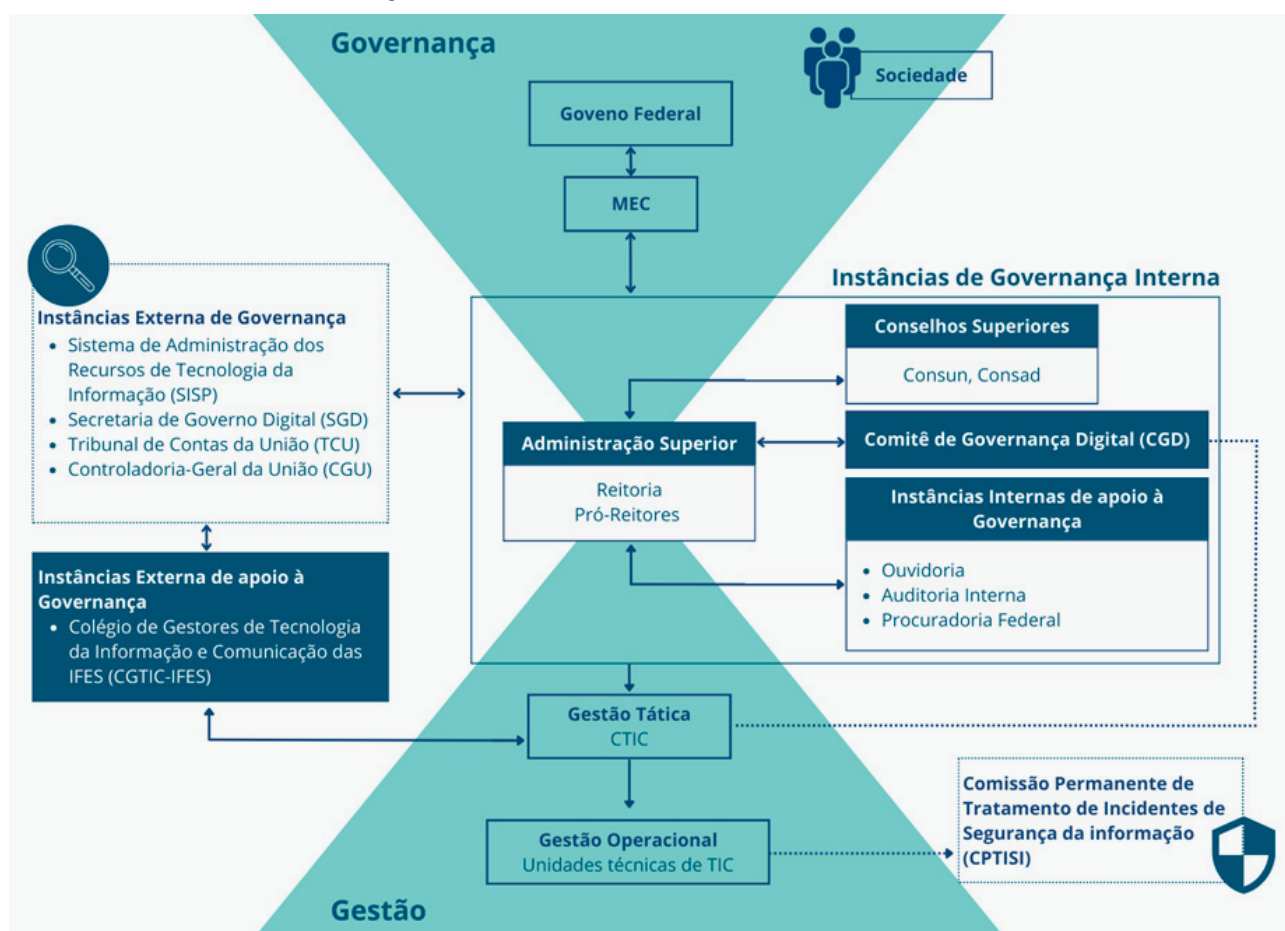 Governança
Sociedade
Goveno Federal
MEC
Instâncias de Governança Interna
Instâncias Externa de Governança
• Sistema de Administração dos
Recursos de Tecnologia da
Informação (SISP)
• Secretaria de Governo Digital (SGD)
• Tribunal de Contas da União (TCU)
• Controladoria-Geral da União (CGU)
Conselhos Superiores
Consun, Consad
Administração Superior
Reitoria
Pró-Reitores
Comitê de Governança Digital (CGD)
Instâncias Internas de apoio à
Governança
• Ouvidoria
• Auditoria Interna
• Procuradoria Federal
Instâncias Externa de apoio à
Governança
• Colégio de Gestores de Tecnologia
da Informação e Comunicação das
IFES (CGTIC-IFES)
Gestão Tática
CTIC
Gestão Operacional
Unidades técnicas de TIC
Comissão Permanente de
Tratamento de Incidentes de
Segurança da informação
(CPTISI)
Gestão